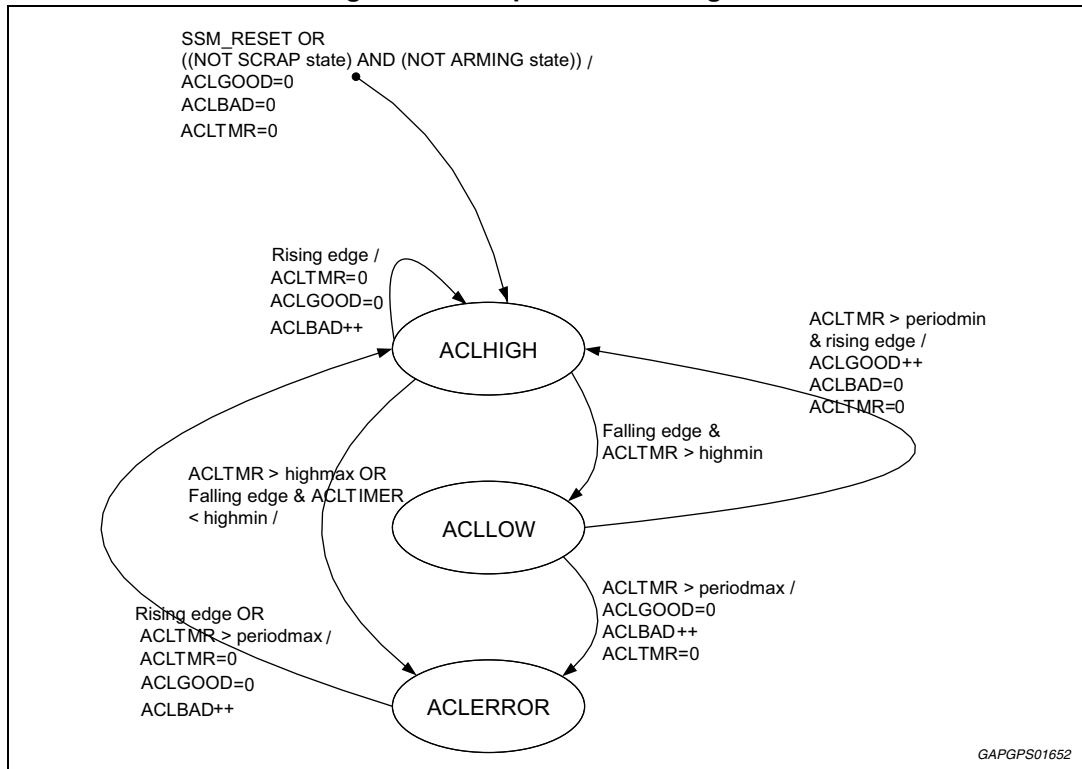 SSM_RESET OR
((NOT SCRAP state) AND (NOT ARMING state)) /
ACLGOOD=0
ACLBAD=0
ACLTMR=0
Rising edge /
ACLTMR=0
ACLGOOD=0
ACLBAD++
ACLHIGH
ACLTMR > periodmin
& rising edge /
ACLGOOD++
ACLBAD=0
ACLTMR=0
Falling edge &
ACLTMR > highmin
ACLTMR > highmax OR
Falling edge & ACLTIMER
< highmin /
ACLLOW
ACLTMR > periodmax /
ACLGOOD=0
ACLBAD++
ACLTMR=0
Rising edge OR
ACLTMR > periodmax /
ACLTMR=0
ACLGOOD=0
ACLBAD++
ACLERROR
GAPGPS01652